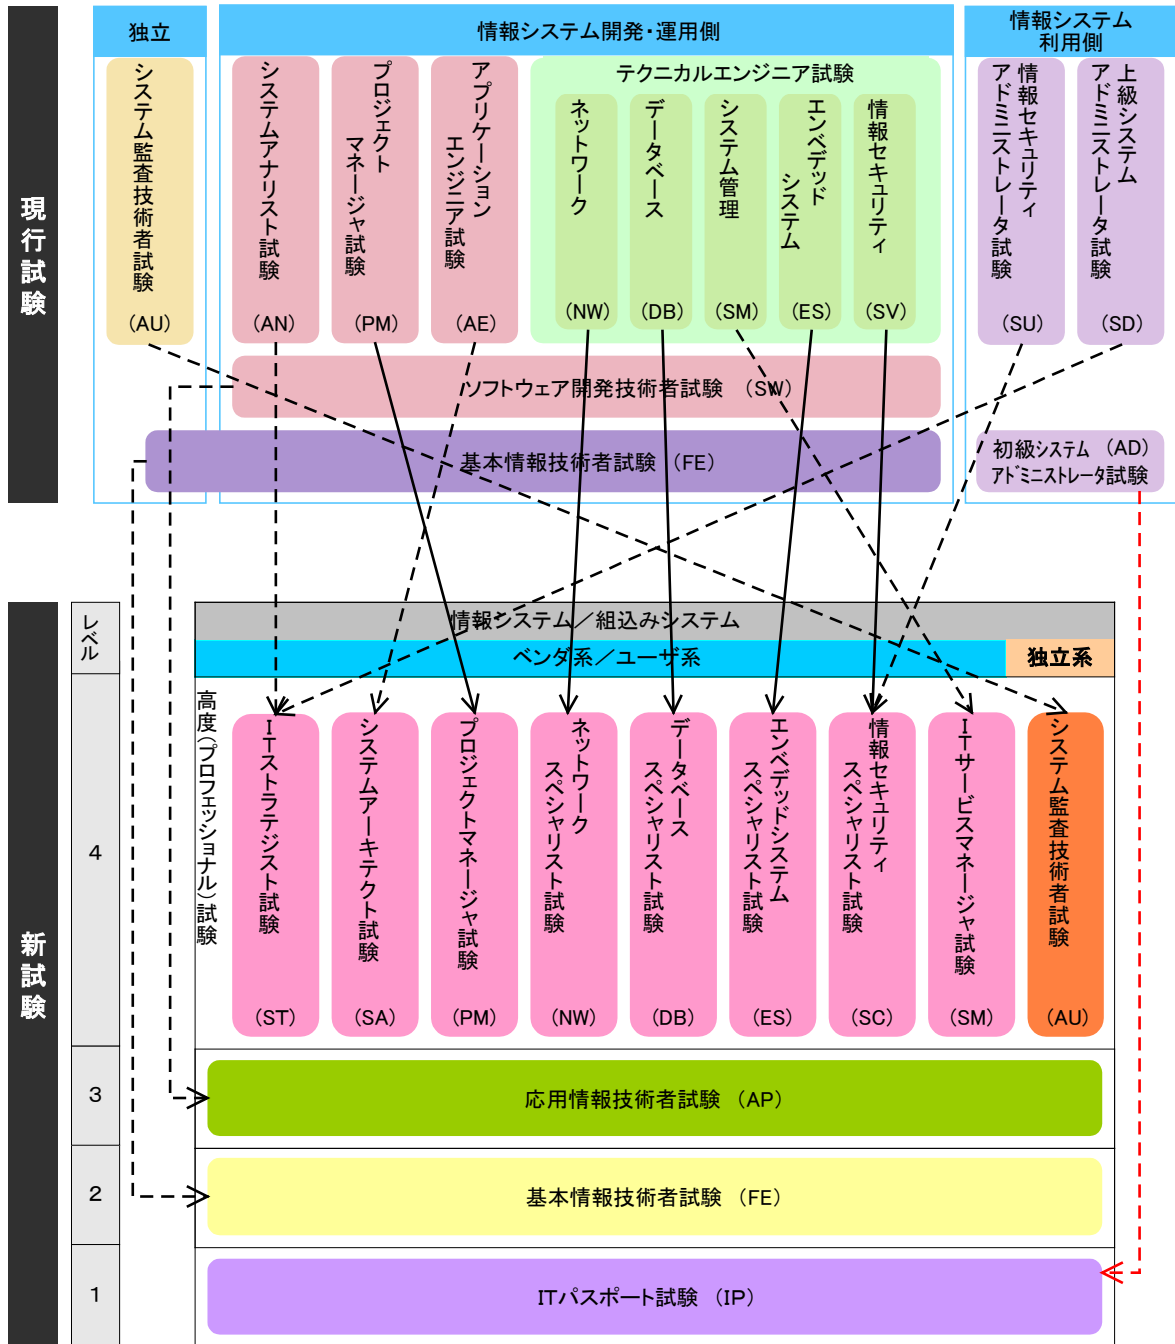 現行試験
独立
情報システム開発・運用側
情報システム
利用側
システム監査技術者試験
(AU)
システムアナリスト試験
(AN)
プロジェクト
マネージャ試験
(PM)
アプリケーション
エンジニア試験
(AE)
テクニカルエンジニア試験
ネットワーク
(NW)
データベース
(DB)
システム管理
(SM)
エンベデッド
システム
(ES)
情報セキュリティ
(SV)
情報セキュリティ
アドミニストレータ試験
(SU)
上級システム
アドミニストレータ試験
(SD)
ソフトウェア開発技術者試験 (SW)
基本情報技術者試験 (FE)
初級システム (AD)
アドミニストレータ試験
新試験
レベル
情報システム/組込みシステム
ベンダ系/ユーザ系
独立系
4
高度(プロフェッショナル)試験
ITストラテジスト試験
(ST)
システムアーキテクト試験
(SA)
プロジェクトマネージャ試験
(PM)
ネットワーク
スペシャリスト試験
(NW)
データベース
スペシャリスト試験
(DB)
エンベデッドシステム
スペシャリスト試験
(ES)
情報セキュリティ
スペシャリスト試験
(SC)
ITサービスマネージャ試験
(SM)
システム監査技術者試験
(AU)
3
応用情報技術者試験 (AP)
2
基本情報技術者試験 (FE)
1
ITパスポート試験 (IP)